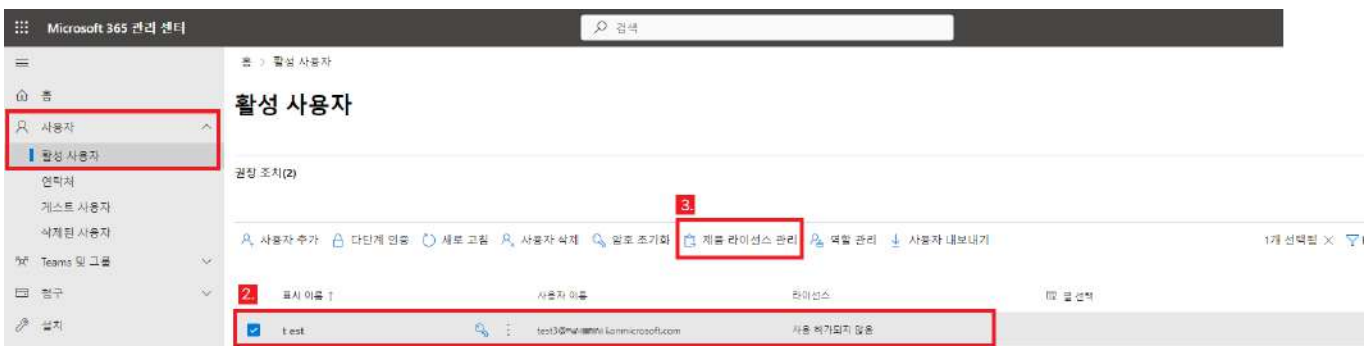 Microsoft 365 관리 센터
검색
홈 > 활성 사용자
홈
활성 사용자
사용자
활성 사용자
연락처
게스트 사용자
삭제된 사용자
Teams 및 그룹
청구
설치
권장 조치(2)
3.
사용자 추가 다단계 인증 새로 고침 사용자 삭제 암호 초기화 제품 라이선스 관리 역할 관리 사용자 내보내기 1개 선택됨
2.
표시 이름 ↑ 사용자 이름 라이선스 열 선택
t est 사용 허가되지 않음